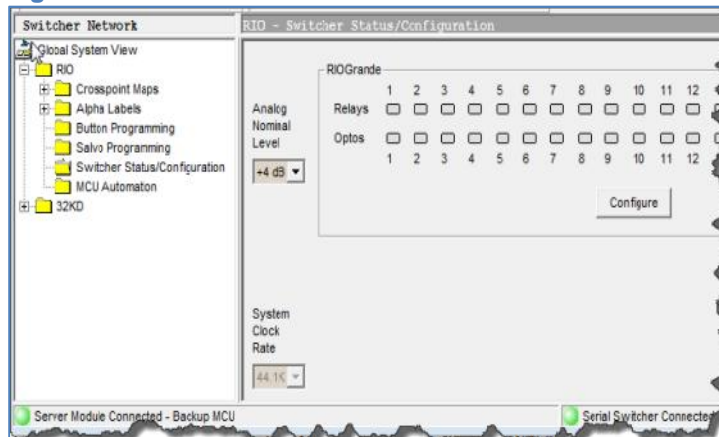 Switcher Network
RIO - Switcher Status/Configuration
Global System View
RIO
Crosspoint Maps
Alpha Labels
Button Programming
Salvo Programming
Switcher Status/Configuration
MCU Automation
32KD
RIOGrande
1 2 3 4 5 6 7 8 9 10 11 12
Analog
Nominal
Level
+4 dB
Relays
Optos
1 2 3 4 5 6 7 8 9 10 11 12
Configure
System
Clock
Rate
44.1K
Server Module Connected - Backup MCU
Serial Switcher Connected